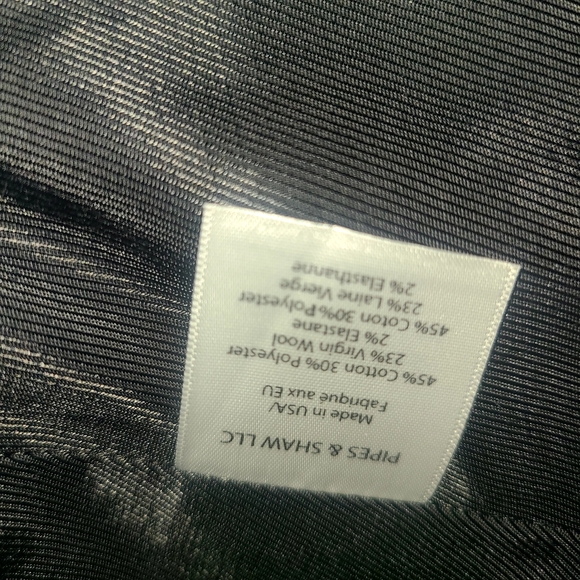 PIPES & SHAW LLC
Made in USA/
Fabriqué aux EU
45% Cotton 30% Polyester
23% Virgin Wool
2% Elastane
45% Coton 30% Polyester
23% Laine Vierge
2% Elasthanne